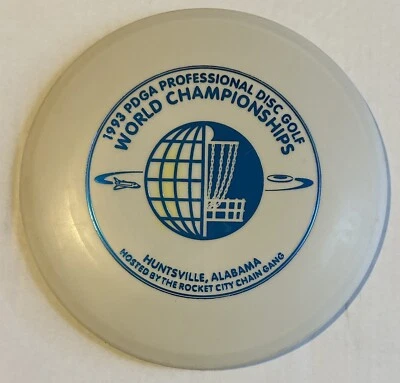 1993 PDGA PROFESSIONAL DISC GOLF
WORLD CHAMPIONSHIPS
HUNTSVILLE, ALABAMA
HOSTED BY THE ROCKET CITY CHAIN GANG